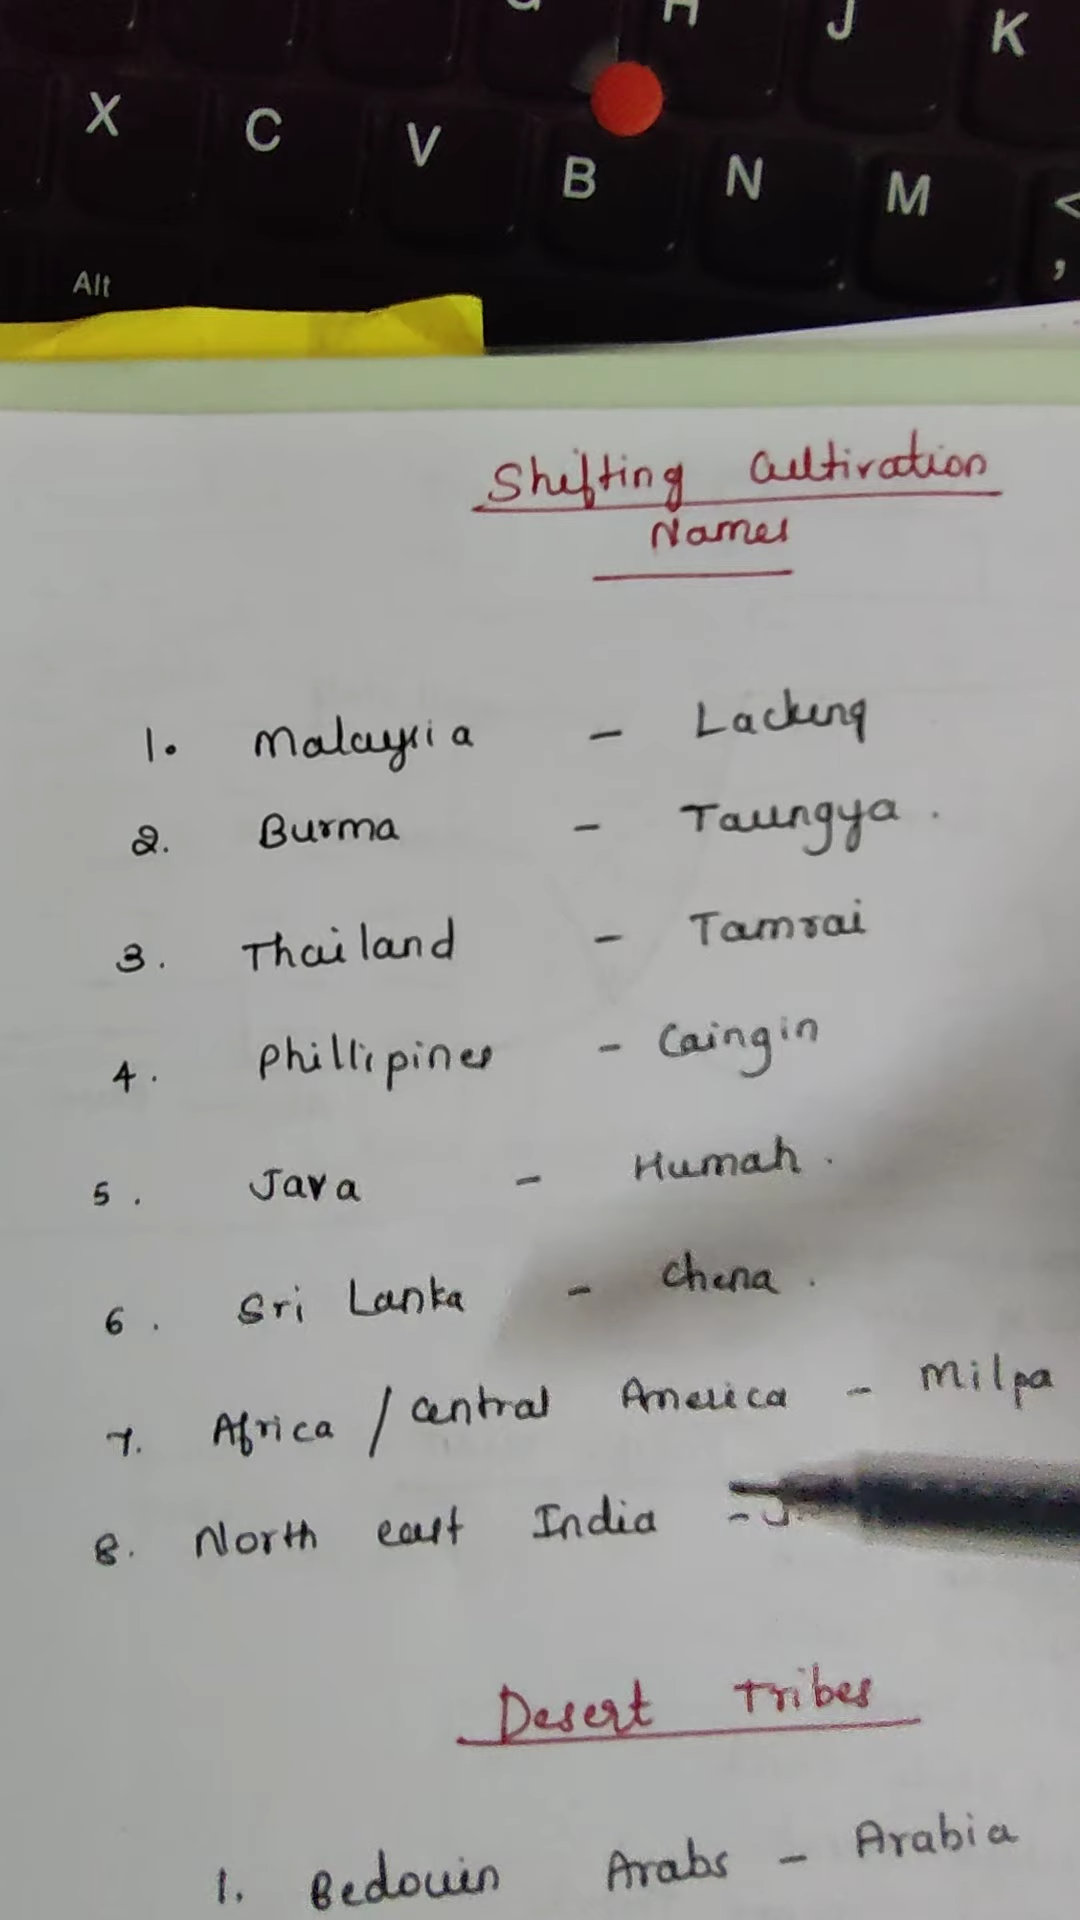 H J K
X C V B N M <
,
Alt
Shifting Cultivation
Names
1. Malaysia - Lacking
2. Burma - Taungya.
3. Thailand - Tamrai
4. Phillipines - Caingin
5. Java - Humah.
6. Sri Lanka - Chena.
7. Africa / Central America - Milpa
8. North east India -
Desert Tribes
1. Bedouin Arabs - Arabia